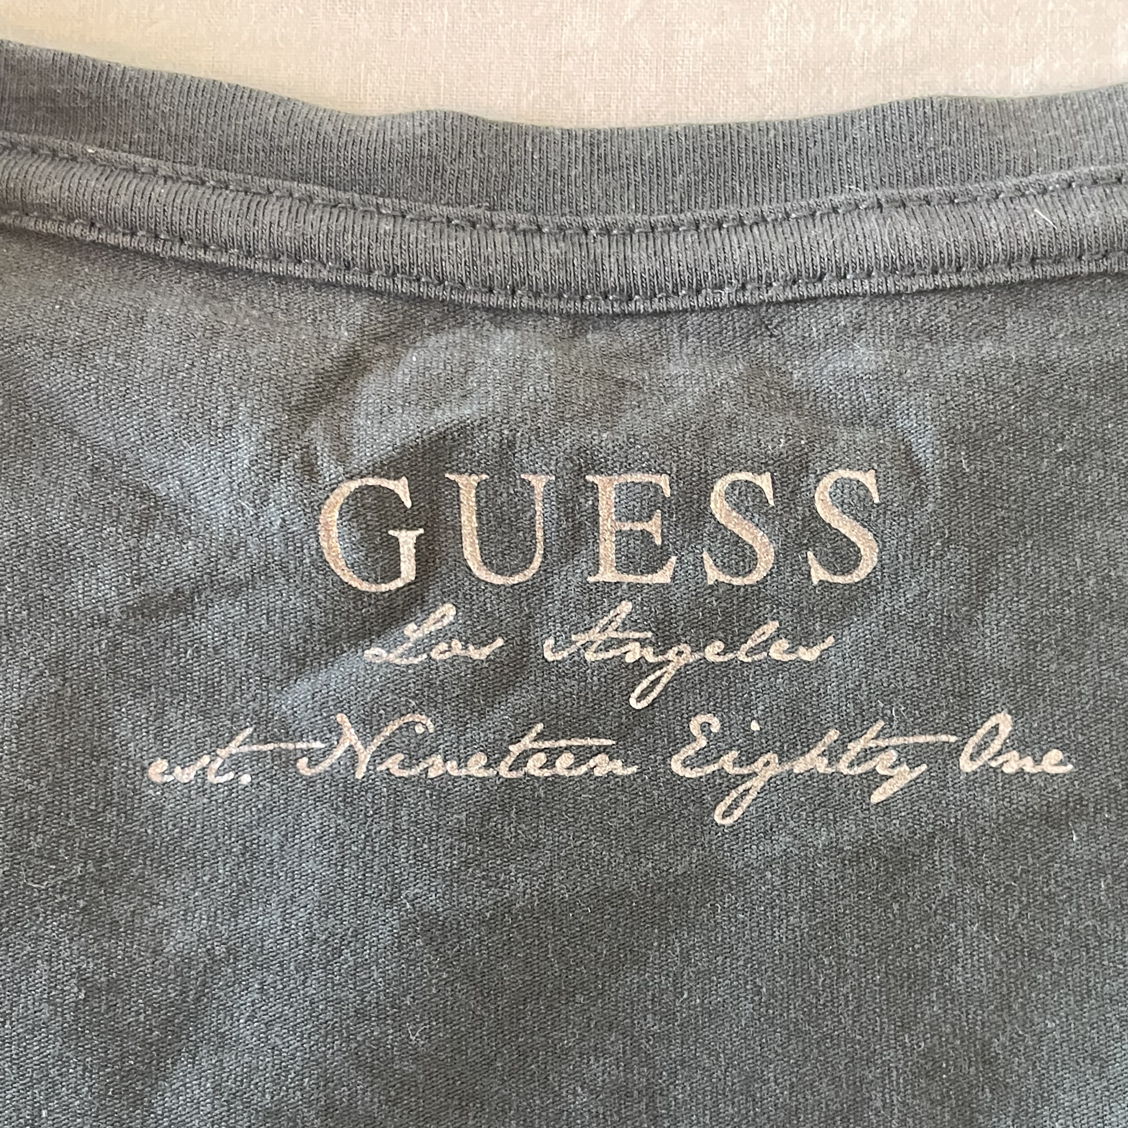 GUESS
Los Angeles
est. Nineteen Eighty One